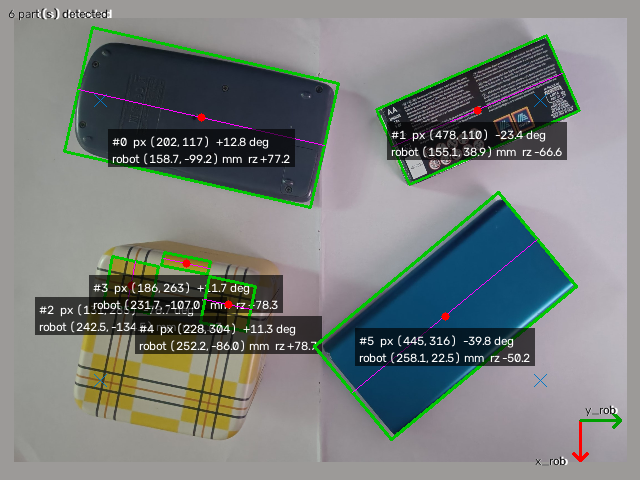 6 part(s) detected
#0 px (202, 117) +12.8 deg
robot (158.7, -99.2) mm rz +77.2
AA
#1 px (478, 110) -23.4 deg
robot (155.1, 38.9) mm rz -66.6
#3 px (186, 263) +11.7 deg
robot (231.7, -107.0) mm rz -78.3
#2 px
robot (242.5, -134
#4 px (228, 304) +11.3 deg
robot (252.2, -86.0) mm rz +78.7
#5 px (445, 316) -39.8 deg
robot (258.1, 22.5) mm rz -50.2
y_rob
x_rob